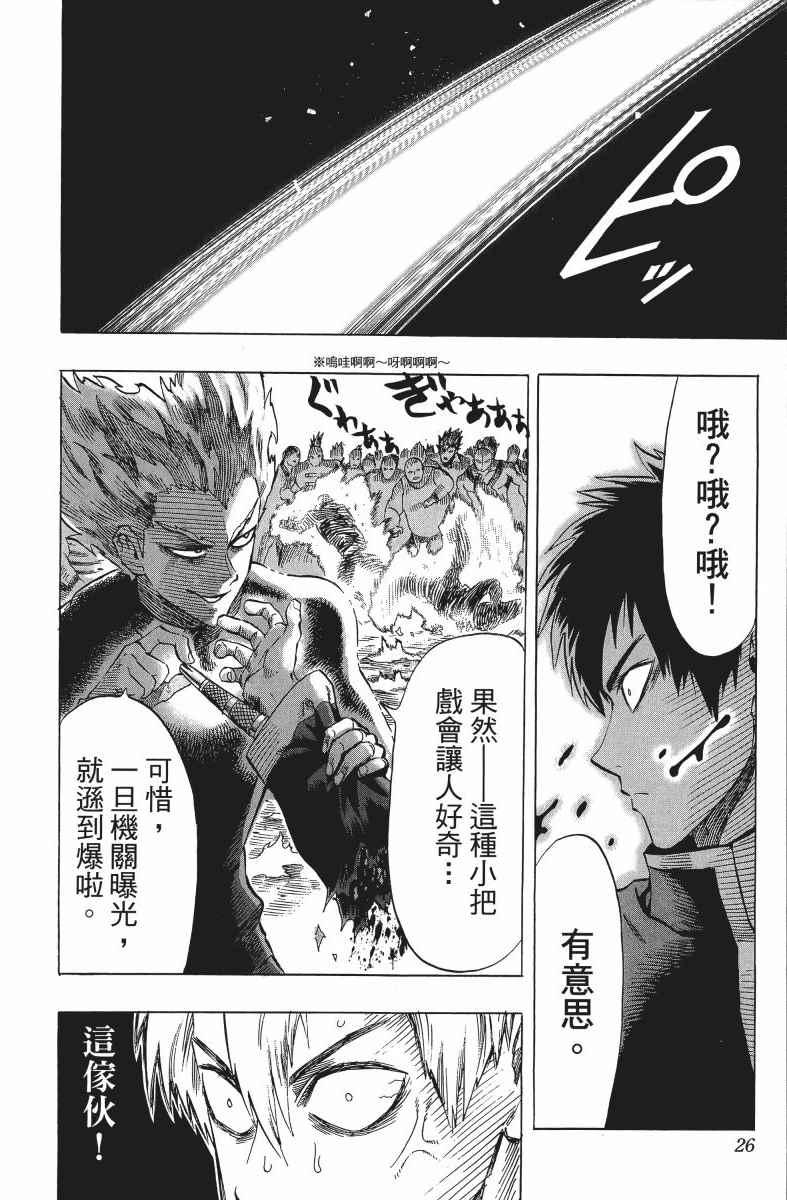 ピピッ
哦？哦？哦！
有意思。
※嗚哇啊啊～呀啊啊啊～
ぎゃあああ
ぐわああ
果然──這種小把
戲會讓人好奇…
可惜，
一旦機關曝光，
就遜到爆啦。
這傢伙！
26